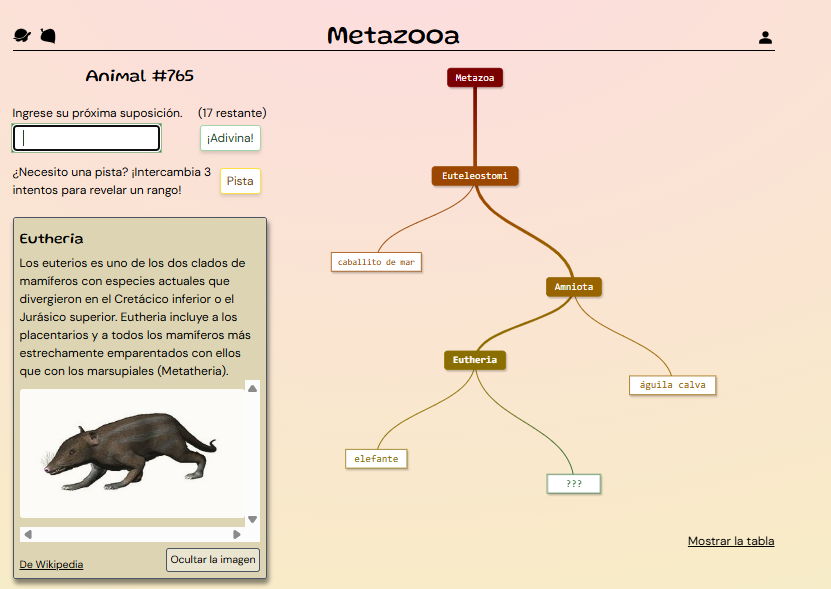 Metazooa
Animal #765
Ingrese su próxima suposición. (17 restante)
¡Adivina!
¿Necesito una pista? ¡Intercambia 3
intentos para revelar un rango!
Pista
Eutheria
Los euterios es uno de los dos clados de
mamíferos con especies actuales que
divergieron en el Cretácico inferior o el
Jurásico superior. Eutheria incluye a los
placentarios y a todos los mamíferos más
estrechamente emparentados con ellos
que con los marsupiales (Metatheria).
De Wikipedia
Ocultar la imagen
Metazoa
Euteleostomi
caballito de mar
Amniota
Eutheria
águila calva
elefante
???
Mostrar la tabla